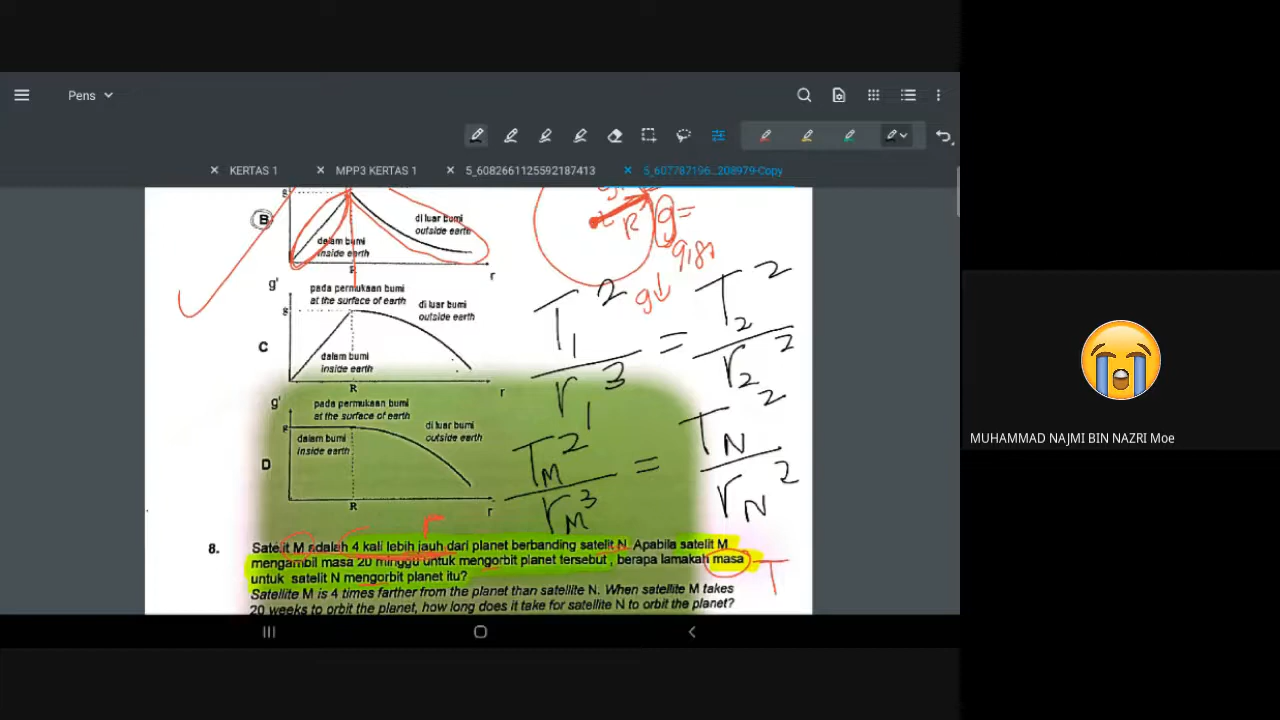 Pens
KERTAS 1
MPP3 KERTAS 1
5_6082661125592187413
5_607787196...208979-Copy
g
B
dalam bumi
inside earth
di luar bumi
outside earth
R
r
R
g =
9.81
g↓
g'
pada permukaan bumi
at the surface of earth
g
di luar bumi
outside earth
C
dalam bumi
inside earth
R
r
T₁² / r₁³ = T₂² / r₂²
g'
pada permukaan bumi
at the surface of earth
g
dalam bumi
inside earth
di luar bumi
outside earth
D
R
r
T_M² / r_M³ = T_N² / r_N²
r
8. Satelit M adalah 4 kali lebih jauh dari planet berbanding satelit N. Apabila satelit M
mengambil masa 20 minggu untuk mengorbit planet tersebut , berapa lamakah masa
untuk satelit N mengorbit planet itu?
T
Satellite M is 4 times farther from the planet than satellite N. When satellite M takes
20 weeks to orbit the planet, how long does it take for satellite N to orbit the planet?
MUHAMMAD NAJMI BIN NAZRI Moe